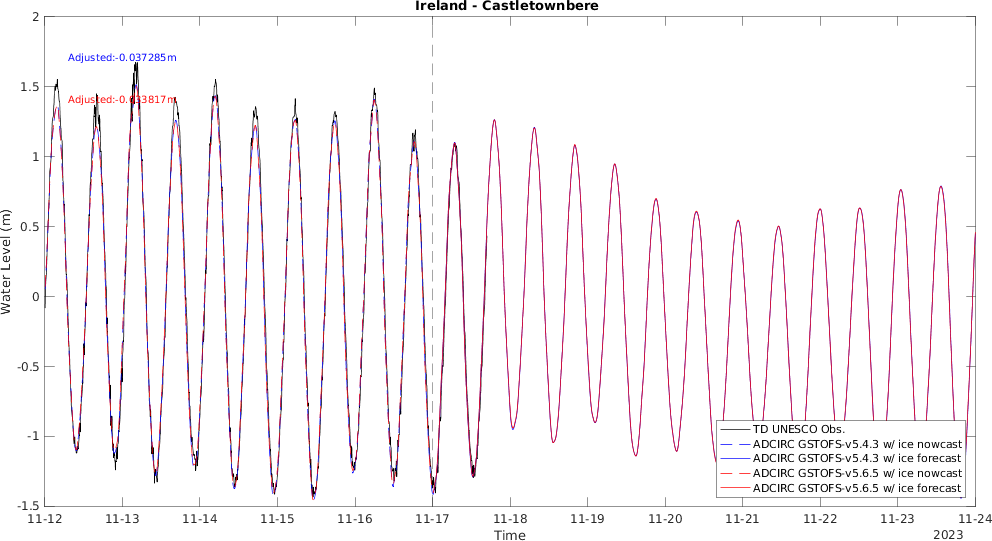 Ireland - Castletownbere
Adjusted:-0.037285m
Adjusted:-0.033817m
Water Level (m)
2
1.5
1
0.5
0
-0.5
-1
-1.5
TD UNESCO Obs.
ADCIRC GSTOFS-v5.4.3 w/ ice nowcast
ADCIRC GSTOFS-v5.4.3 w/ ice forecast
ADCIRC GSTOFS-v5.6.5 w/ ice nowcast
ADCIRC GSTOFS-v5.6.5 w/ ice forecast
11-12 11-13 11-14 11-15 11-16 11-17 11-18 11-19 11-20 11-21 11-22 11-23 11-24
Time
2023